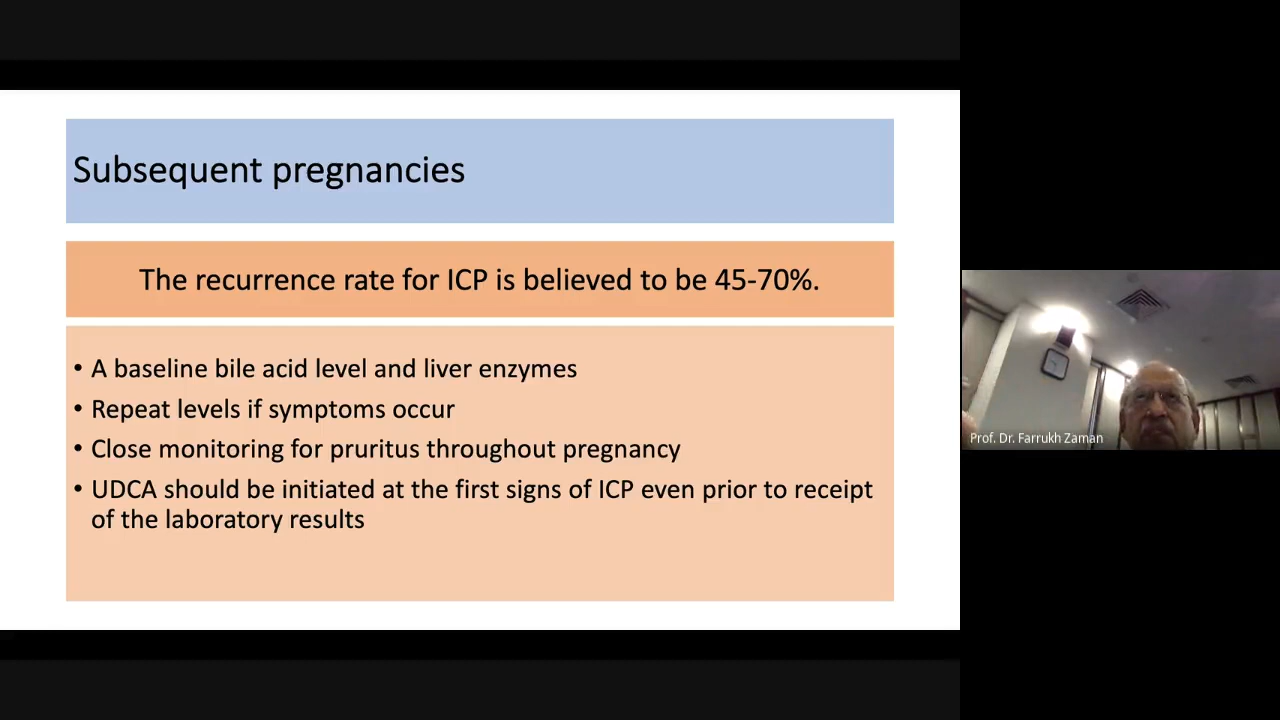 Subsequent pregnancies
The recurrence rate for ICP is believed to be 45-70%.
• A baseline bile acid level and liver enzymes
• Repeat levels if symptoms occur
• Close monitoring for pruritus throughout pregnancy
• UDCA should be initiated at the first signs of ICP even prior to receipt
of the laboratory results
Prof. Dr. Farrukh Zaman